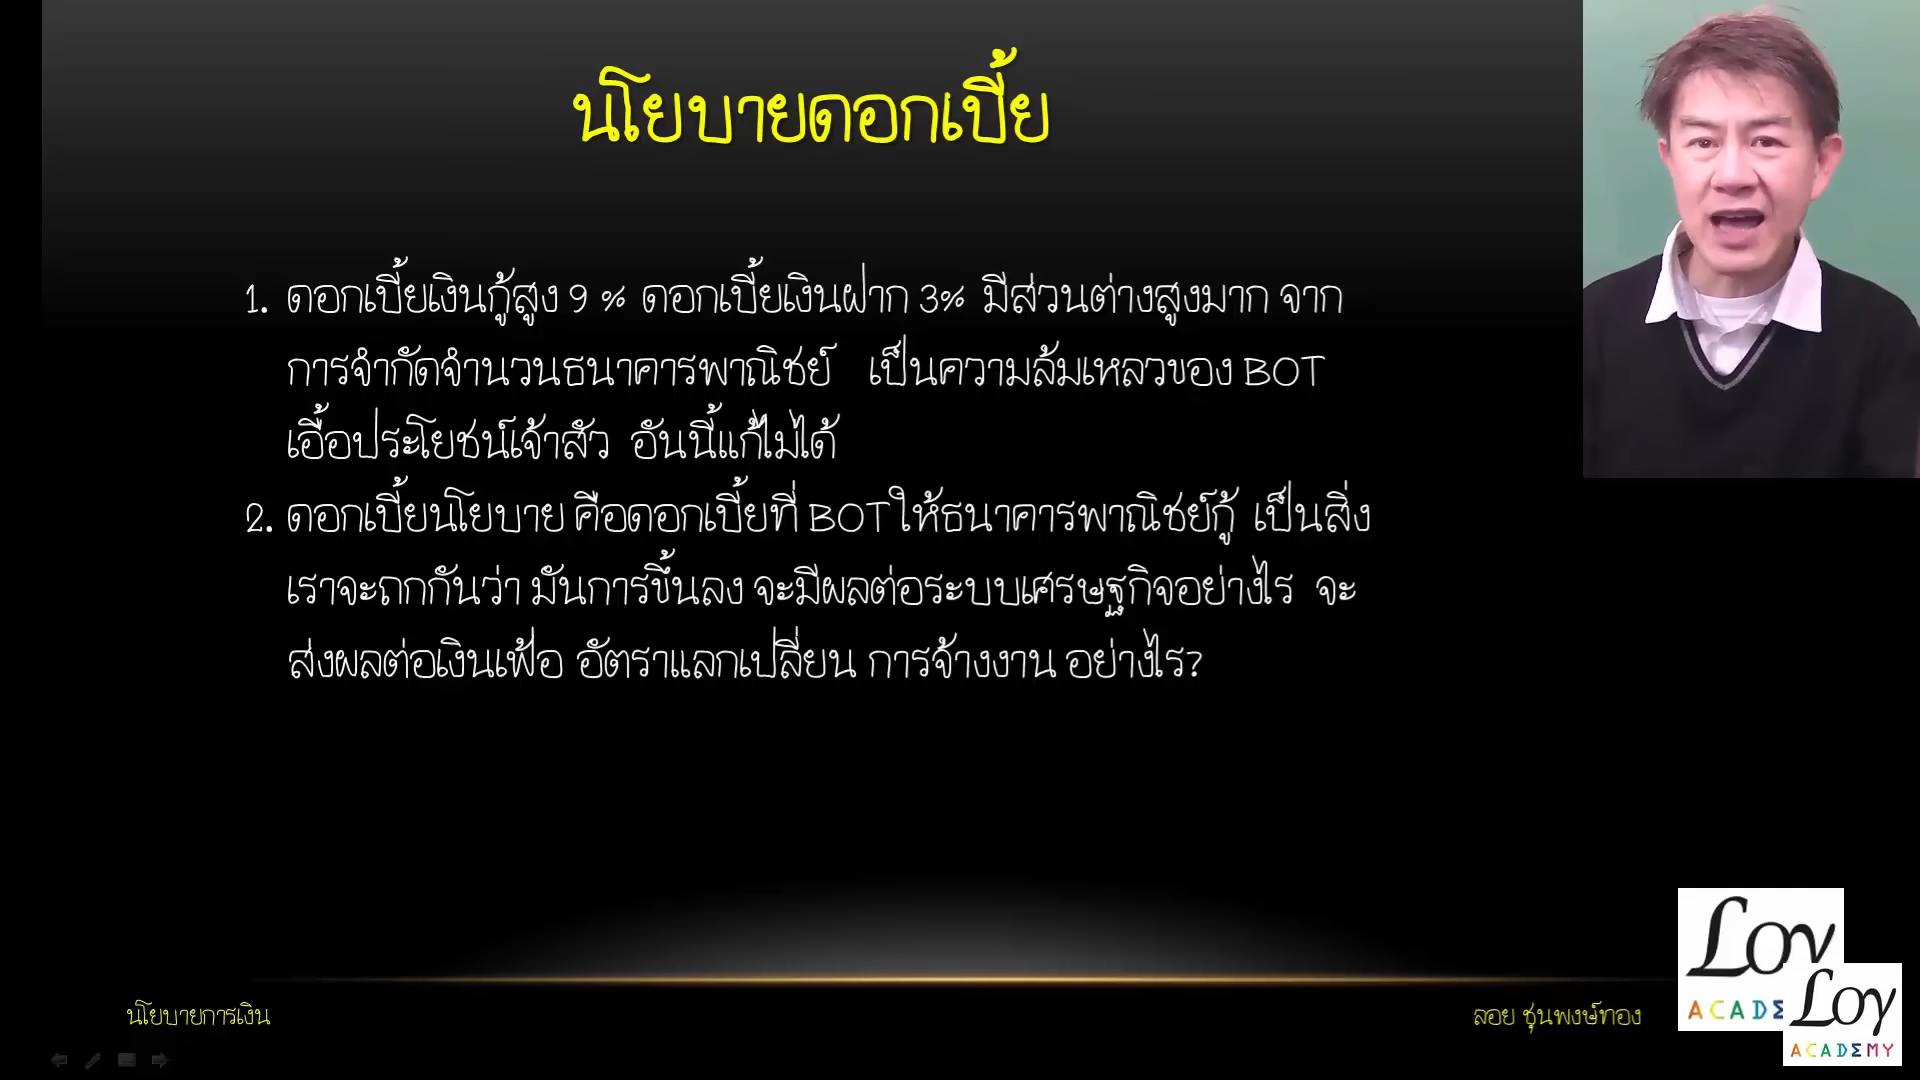 นโยบายดอกเบี้ย
1. ดอกเบี้ยเงินกู้สูง 9 % ดอกเบี้ยเงินฝาก 3% มีส่วนต่างสูงมาก จาก
การจำกัดจำนวนธนาคารพาณิชย์ เป็นความล้มเหลวของ BOT
เอื้อประโยชน์เจ้าสัว อันนี้แก้ไม่ได้
2. ดอกเบี้ยนโยบาย คือดอกเบี้ยที่ BOT ให้ธนาคารพาณิชย์กู้ เป็นสิ่ง
เราจะถกกันว่า มันการขึ้นลง จะมีผลต่อระบบเศรษฐกิจอย่างไร จะ
ส่งผลต่อเงินเฟ้อ อัตราแลกเปลี่ยน การจ้างงาน อย่างไร?
นโยบายการเงิน
ลอย ชุนพงษ์ทอง
Loy
ACADE
Loy
ACADEMY